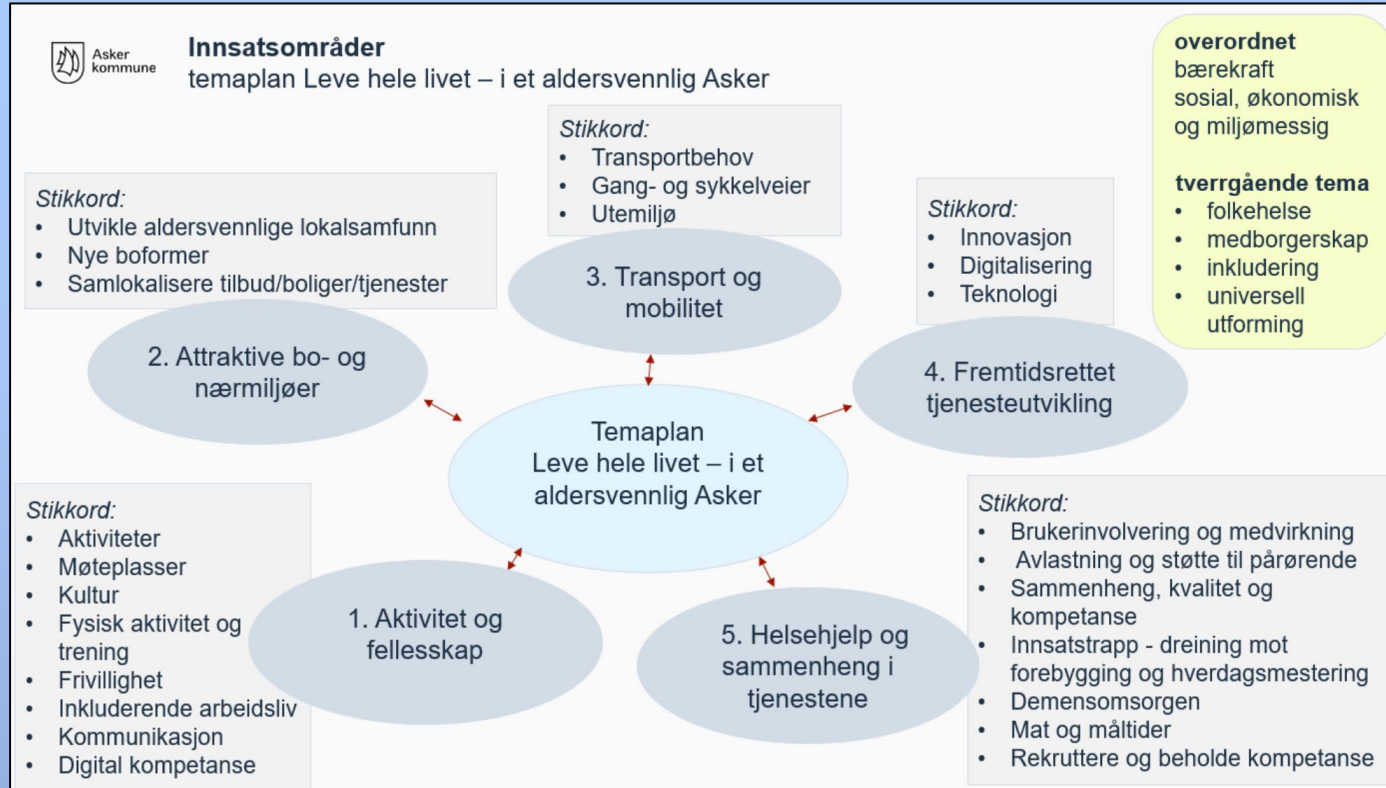 Asker
kommune
Innsatsområder
temaplan Leve hele livet – i et aldersvennlig Asker
overordnet
bærekraft
sosial, økonomisk
og miljømessig
tverrgående tema
• folkehelse
• medborgerskap
• inkludering
• universell
utforming
Stikkord:
• Transportbehov
• Gang- og sykkelveier
• Utemiljø
3. Transport og
mobilitet
Stikkord:
• Utvikle aldersvennlige lokalsamfunn
• Nye boformer
• Samlokalisere tilbud/boliger/tjenester
2. Attraktive bo- og
nærmiljøer
Stikkord:
• Innovasjon
• Digitalisering
• Teknologi
4. Fremtidsrettet
tjenesteutvikling
Temaplan
Leve hele livet – i et
aldersvennlig Asker
Stikkord:
• Aktiviteter
• Møteplasser
• Kultur
• Fysisk aktivitet og
trening
• Frivillighet
• Inkluderende arbeidsliv
• Kommunikasjon
• Digital kompetanse
1. Aktivitet og
fellesskap
5. Helsehjelp og
sammenheng i
tjenestene
Stikkord:
• Brukerinvolvering og medvirkning
• Avlastning og støtte til pårørende
• Sammenheng, kvalitet og
kompetanse
• Innsatstrapp - dreining mot
forebygging og hverdagsmestering
• Demensomsorgen
• Mat og måltider
• Rekruttere og beholde kompetanse